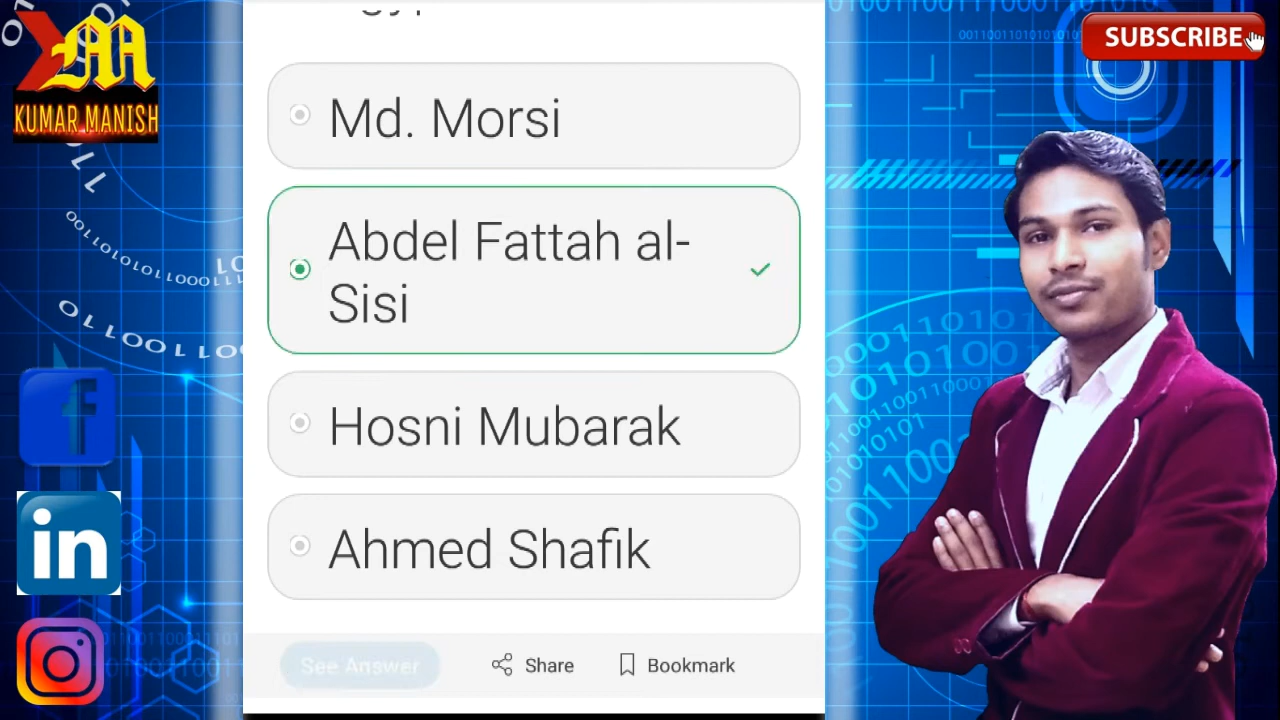 SUBSCRIBE
KUMAR MANISH
Md. Morsi
Abdel Fattah al-
Sisi
Hosni Mubarak
Ahmed Shafik
See Answer
Share
Bookmark
f
in